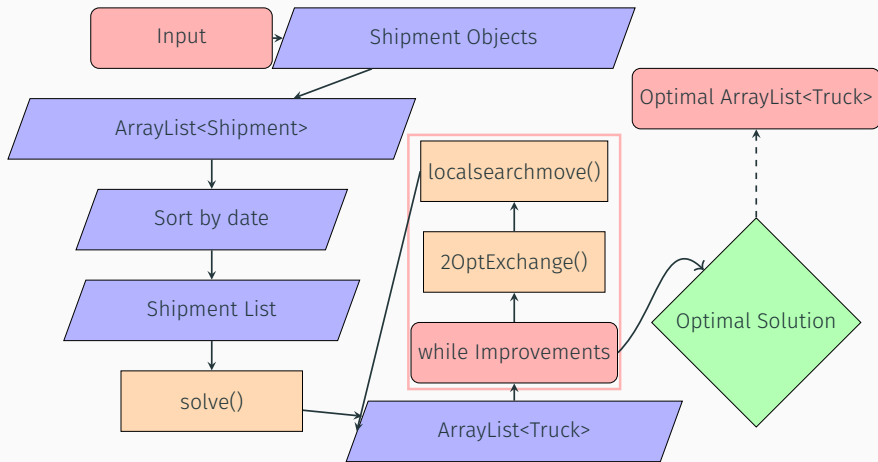 Input
Shipment Objects
ArrayList<Shipment>
Sort by date
Shipment List
solve()
ArrayList<Truck>
while Improvements
2OptExchange()
localsearchmove()
Optimal Solution
Optimal ArrayList<Truck>